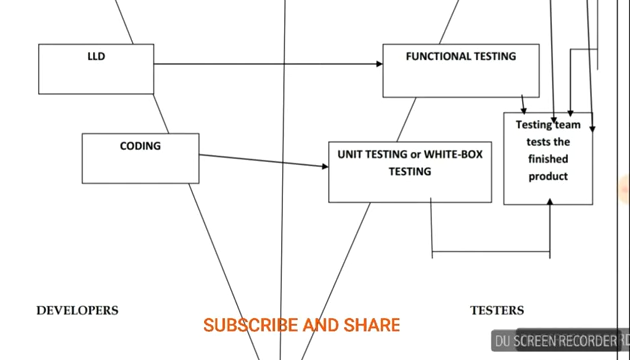 LLD
FUNCTIONAL TESTING
Testing team
tests the
finished
product
CODING
UNIT TESTING or WHITE-BOX
TESTING
DEVELOPERS
TESTERS
SUBSCRIBE AND SHARE
DU SCREEN RECORDER